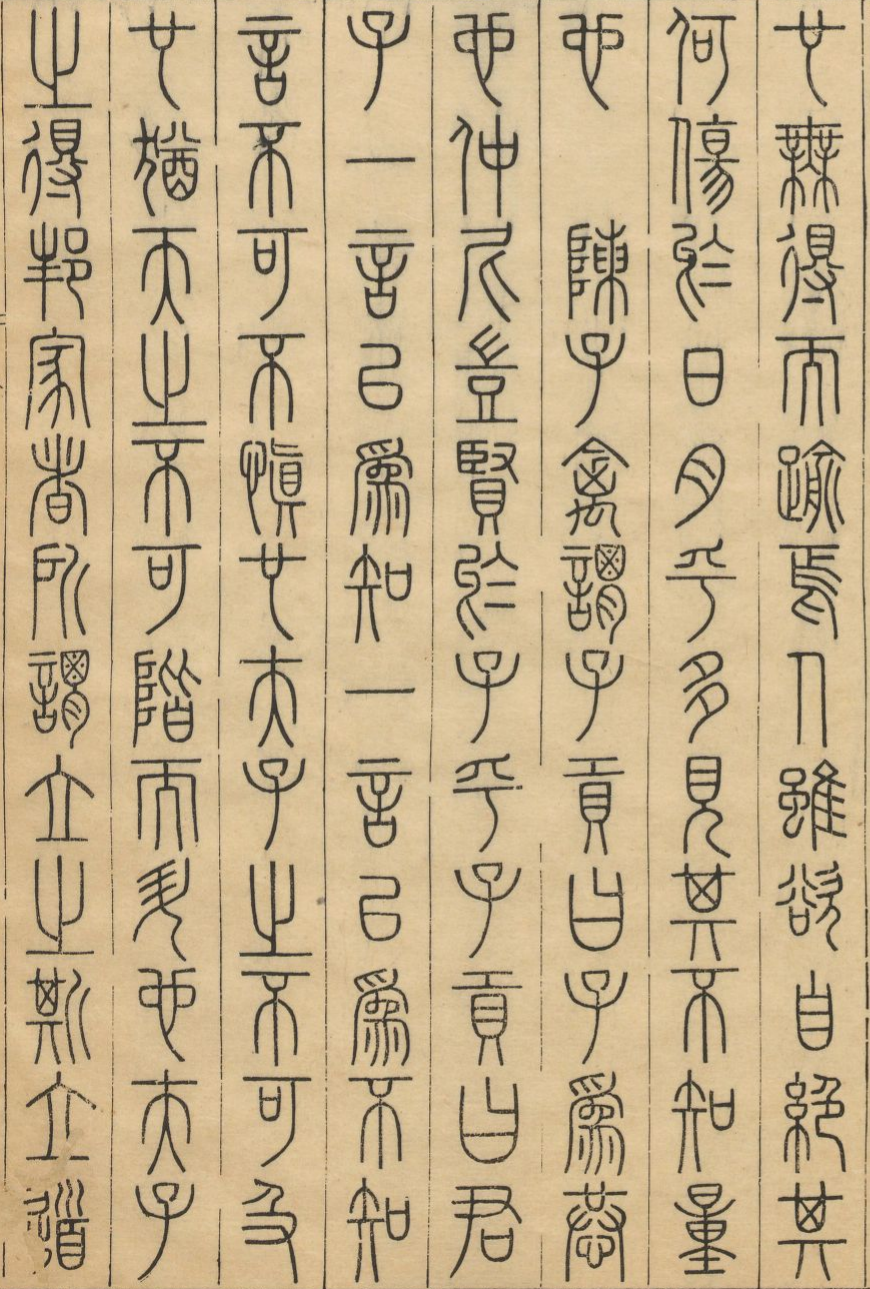 也無得而踰焉人雖欲自絕其
何傷於日月乎多見其不知量
也　陳子禽謂子貢曰子為恭
也仲尼豈賢於子乎子貢曰君
子一言以為知一言以為不知
言不可不慎也夫子之不可及
也猶天之不可階而升也夫子
之得邦家者所謂立之斯立道